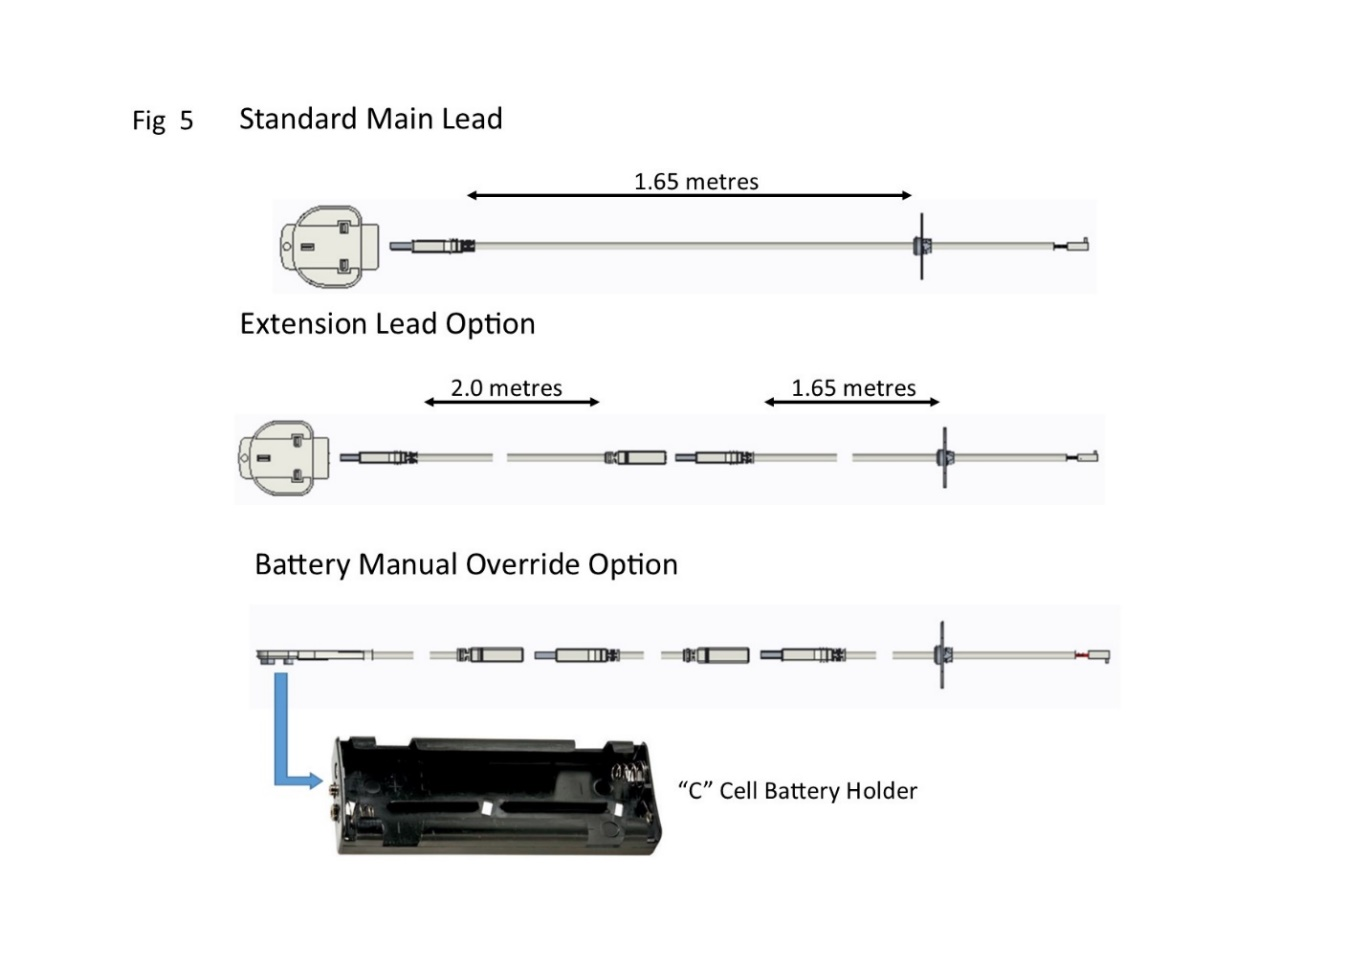 Fig 5 Standard Main Lead
1.65 metres
Extension Lead Option
2.0 metres
1.65 metres
Battery Manual Override Option
“C” Cell Battery Holder